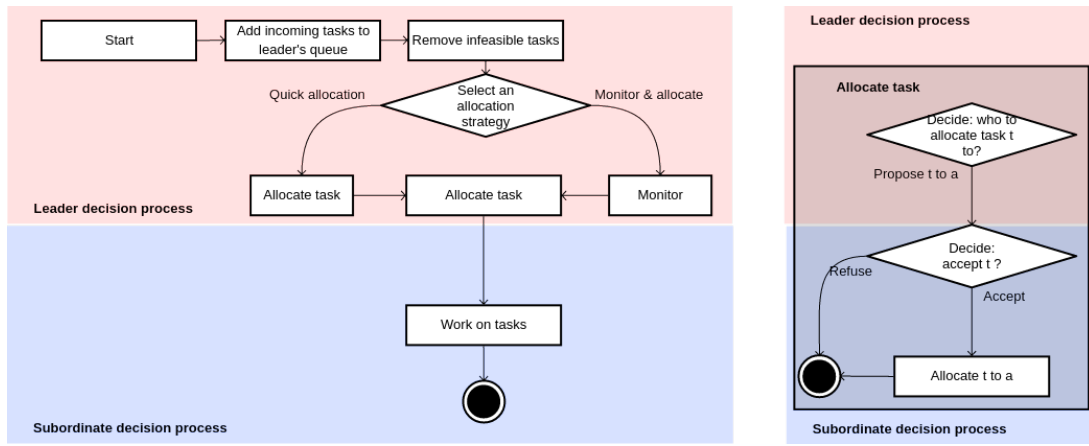 Start
Add incoming tasks to
leader's queue
Remove infeasible tasks
Quick allocation
Select an
allocation
strategy
Monitor & allocate
Allocate task
Allocate task
Monitor
Leader decision process
Work on tasks
Subordinate decision process
Leader decision process
Allocate task
Decide: who to
allocate task t
to?
Propose t to a
Decide:
accept t ?
Refuse
Accept
Allocate t to a
Subordinate decision process